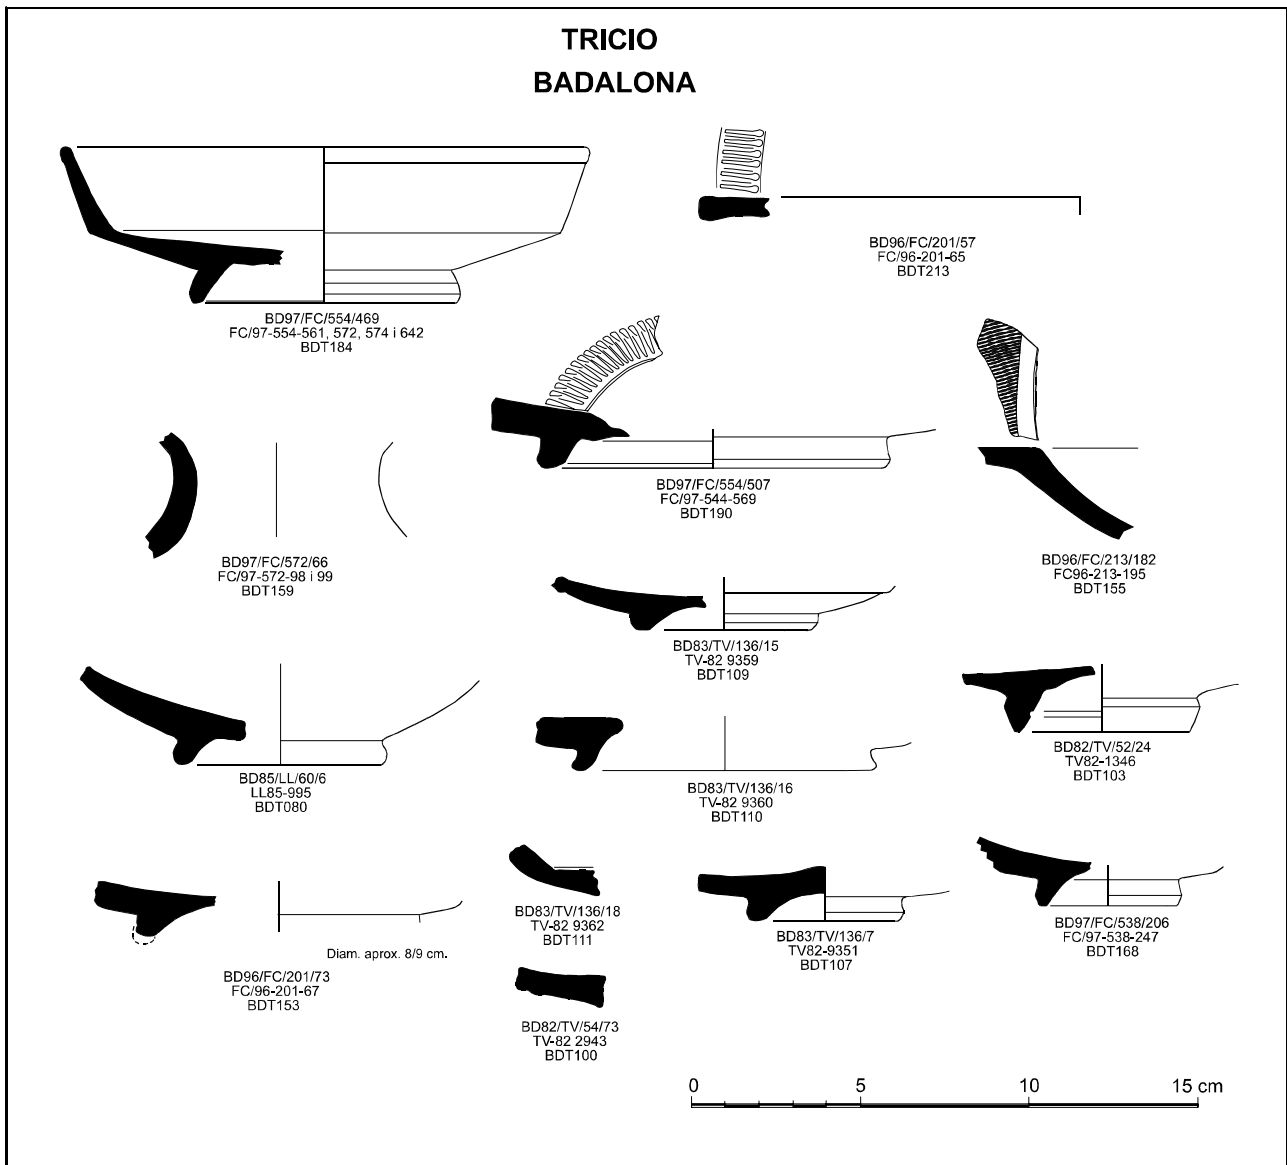 TRICIO
BADALONA
BD97/FC/554/469
FC/97-554-561, 572, 574 i 642
BDT184
BD96/FC/201/57
FC/96-201-65
BDT213
BD97/FC/554/507
FC/97-544-569
BDT190
BD97/FC/572/66
FC/97-572-98 i 99
BDT159
BD96/FC/213/182
FC96-213-195
BDT155
BD83/TV/136/15
TV-82 9359
BDT109
BD85/LL/60/6
LL85-995
BDT080
BD83/TV/136/16
TV-82 9360
BDT110
BD82/TV/52/24
TV82-1346
BDT103
Diam. aprox. 8/9 cm.
BD96/FC/201/73
FC/96-201-67
BDT153
BD83/TV/136/18
TV-82 9362
BDT111
BD83/TV/136/7
TV82-9351
BDT107
BD97/FC/538/206
FC/97-538-247
BDT168
BD82/TV/54/73
TV-82 2943
BDT100
0 5 10 15 cm